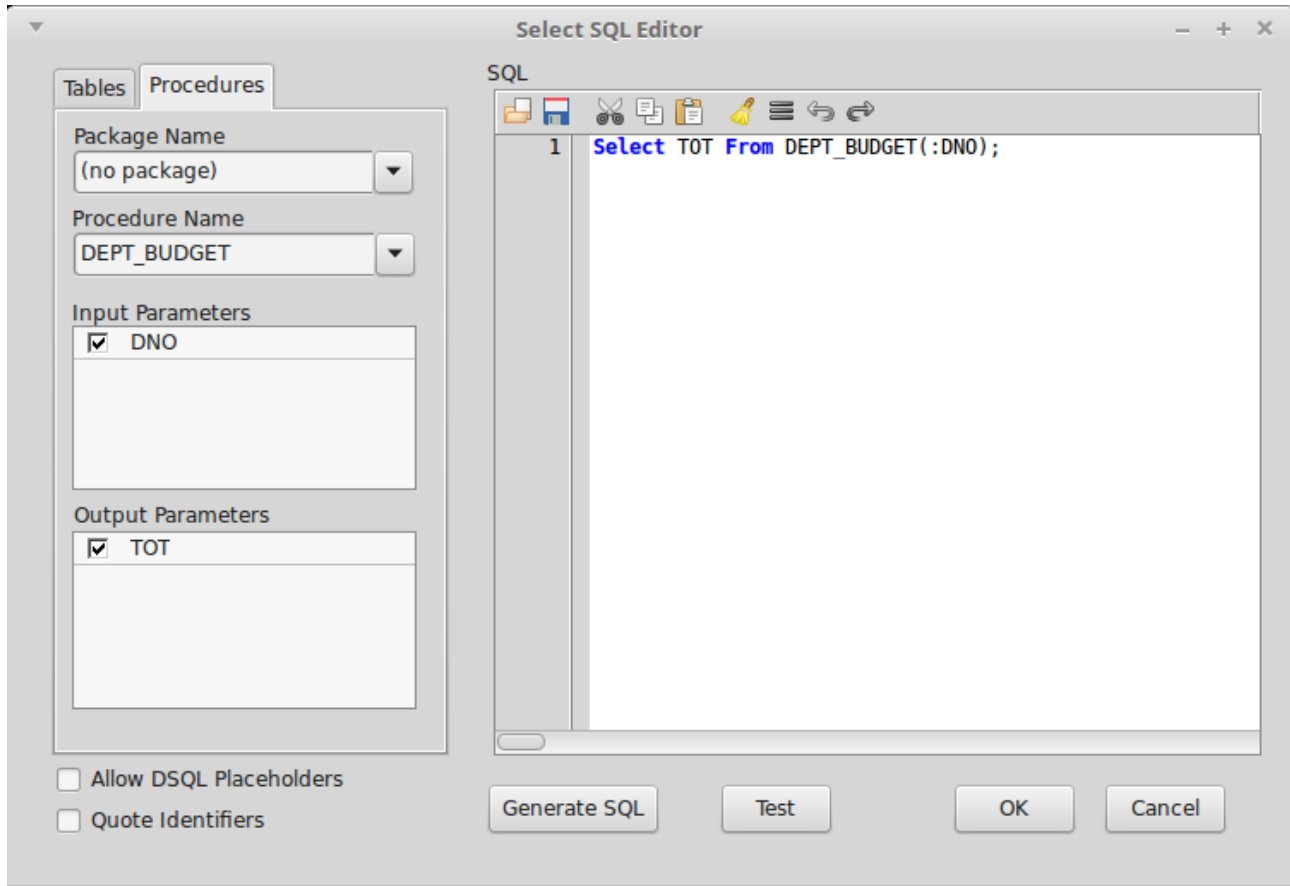 Select SQL Editor
Tables
Procedures
Package Name
(no package)
Procedure Name
DEPT_BUDGET
Input Parameters
DNO
Output Parameters
TOT
Allow DSQL Placeholders
Quote Identifiers
SQL
1 Select TOT From DEPT_BUDGET(:DNO);
Generate SQL
Test
OK
Cancel